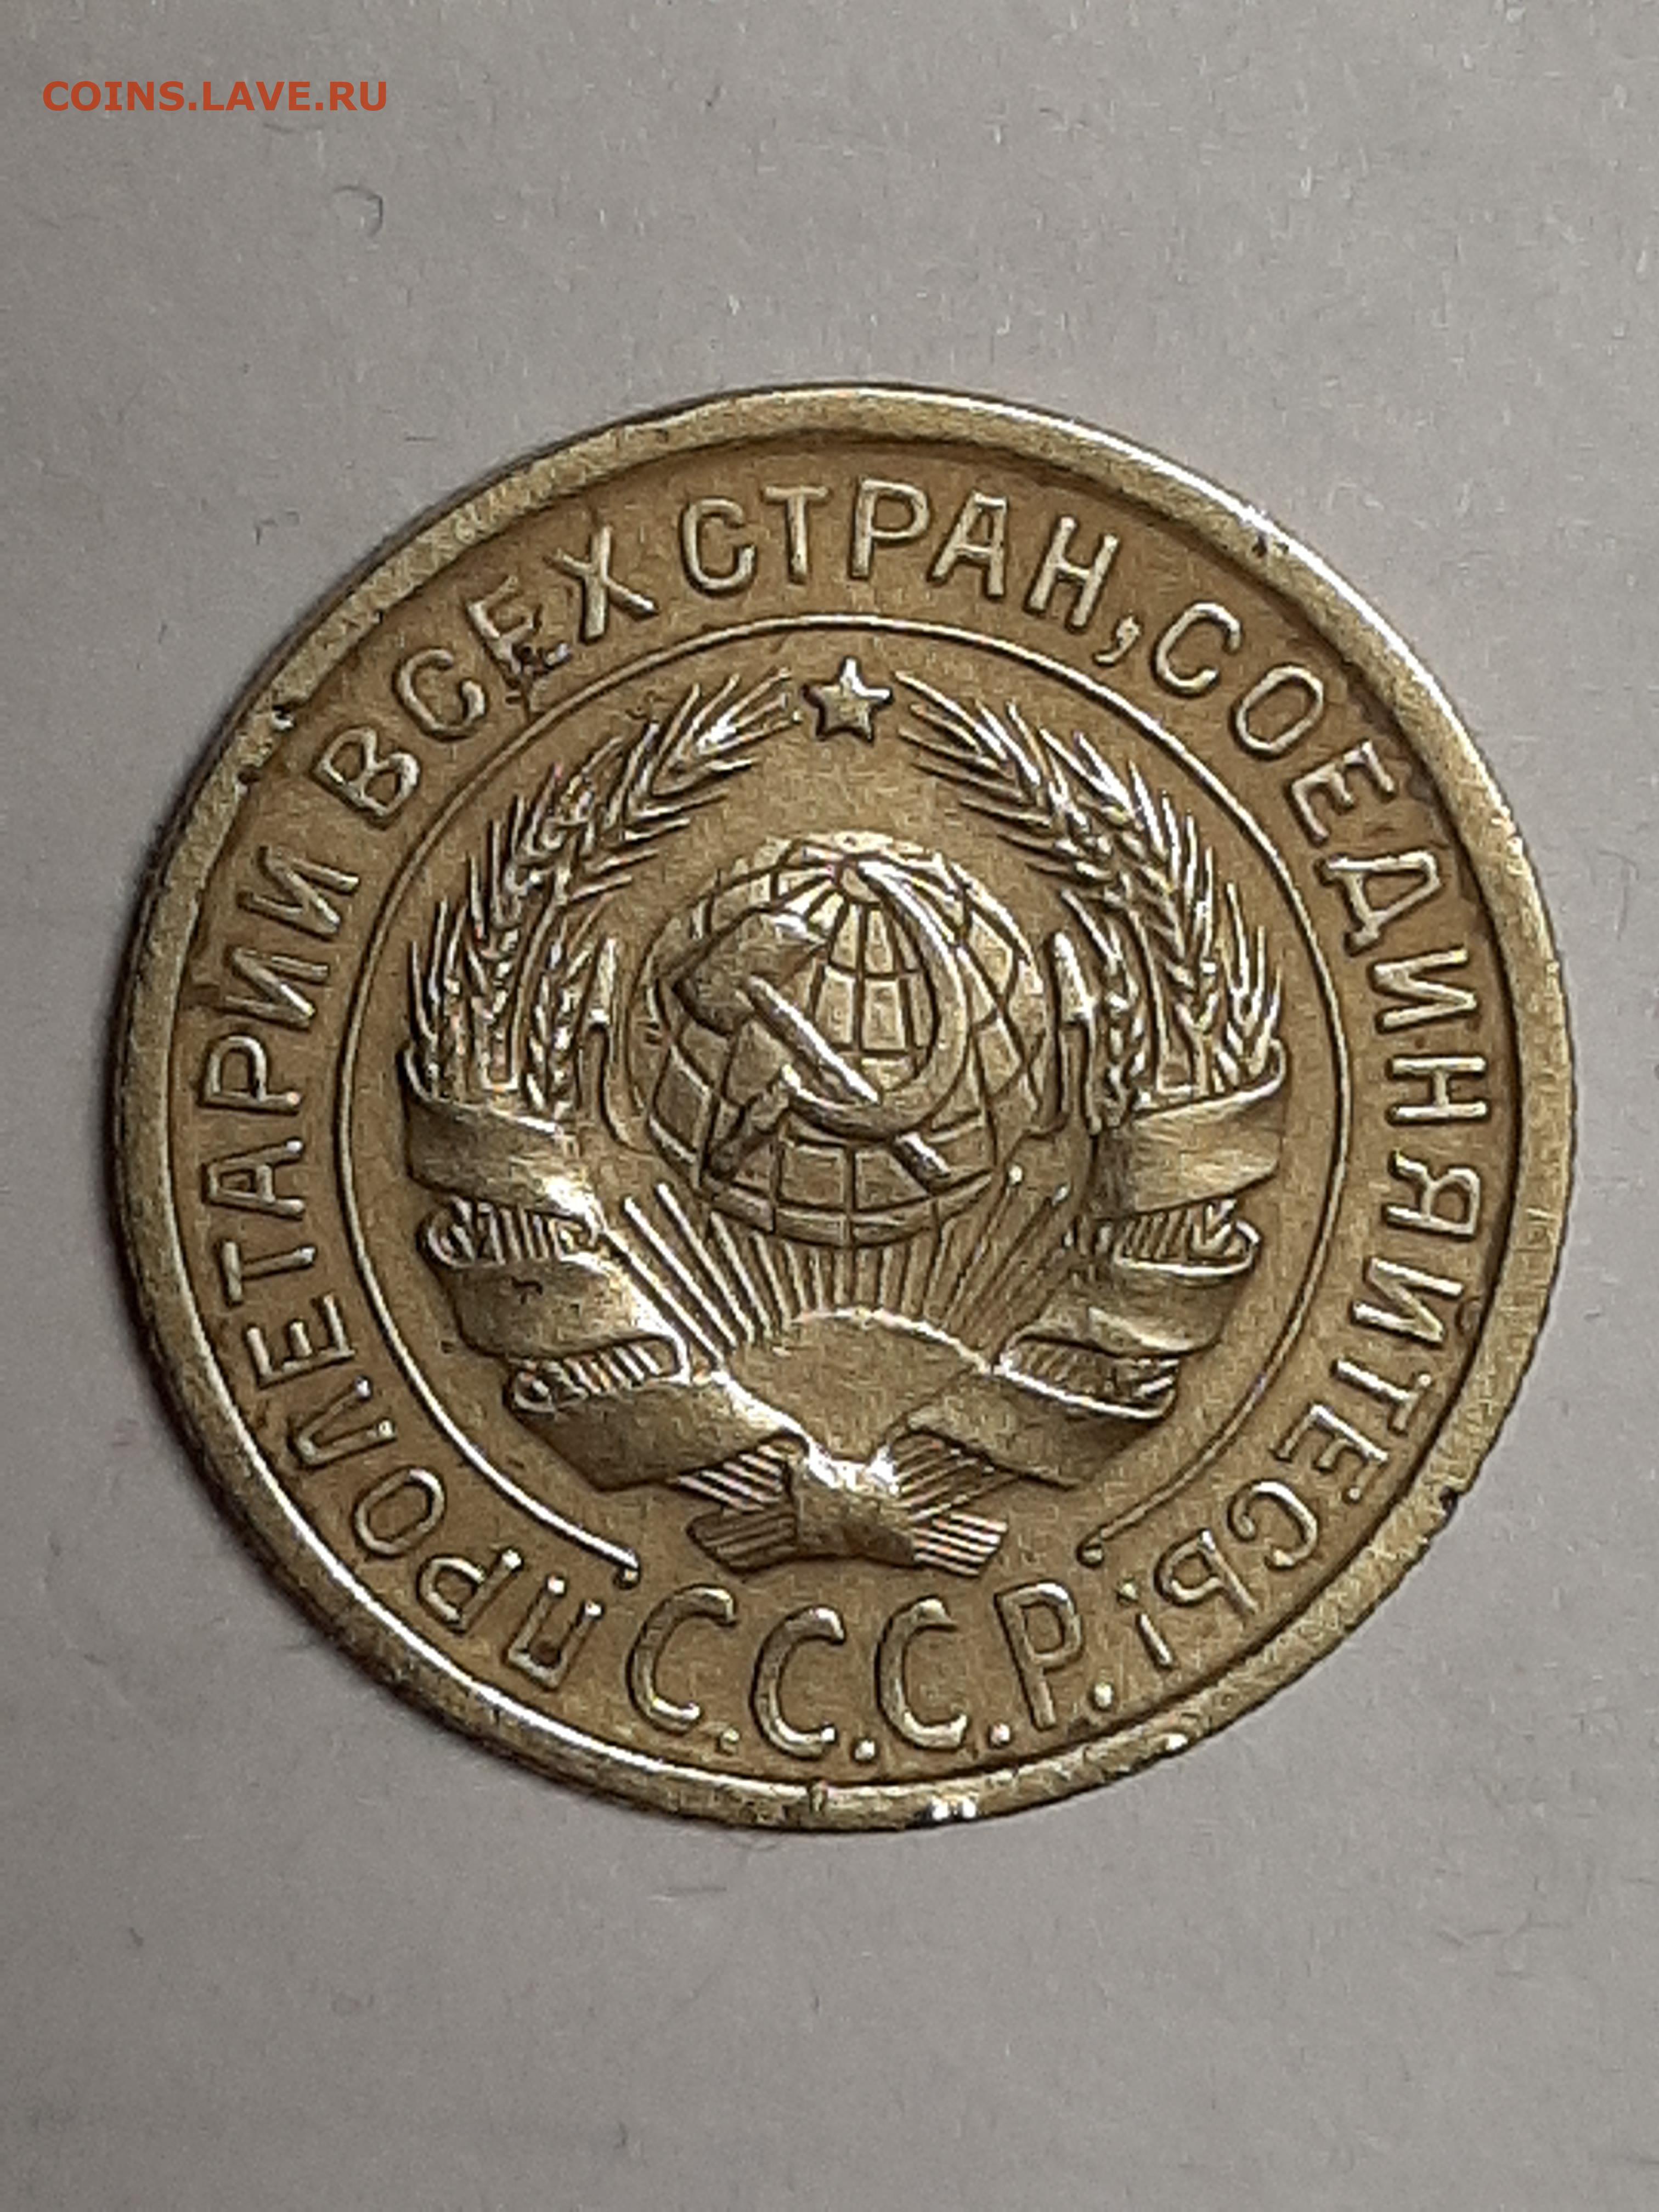 COINS.LAVE.RU
ПРОЛЕТАРИИ ВСЕХ СТРАН, СОЕДИНЯЙТЕСЬ!
С.С.С.Р.